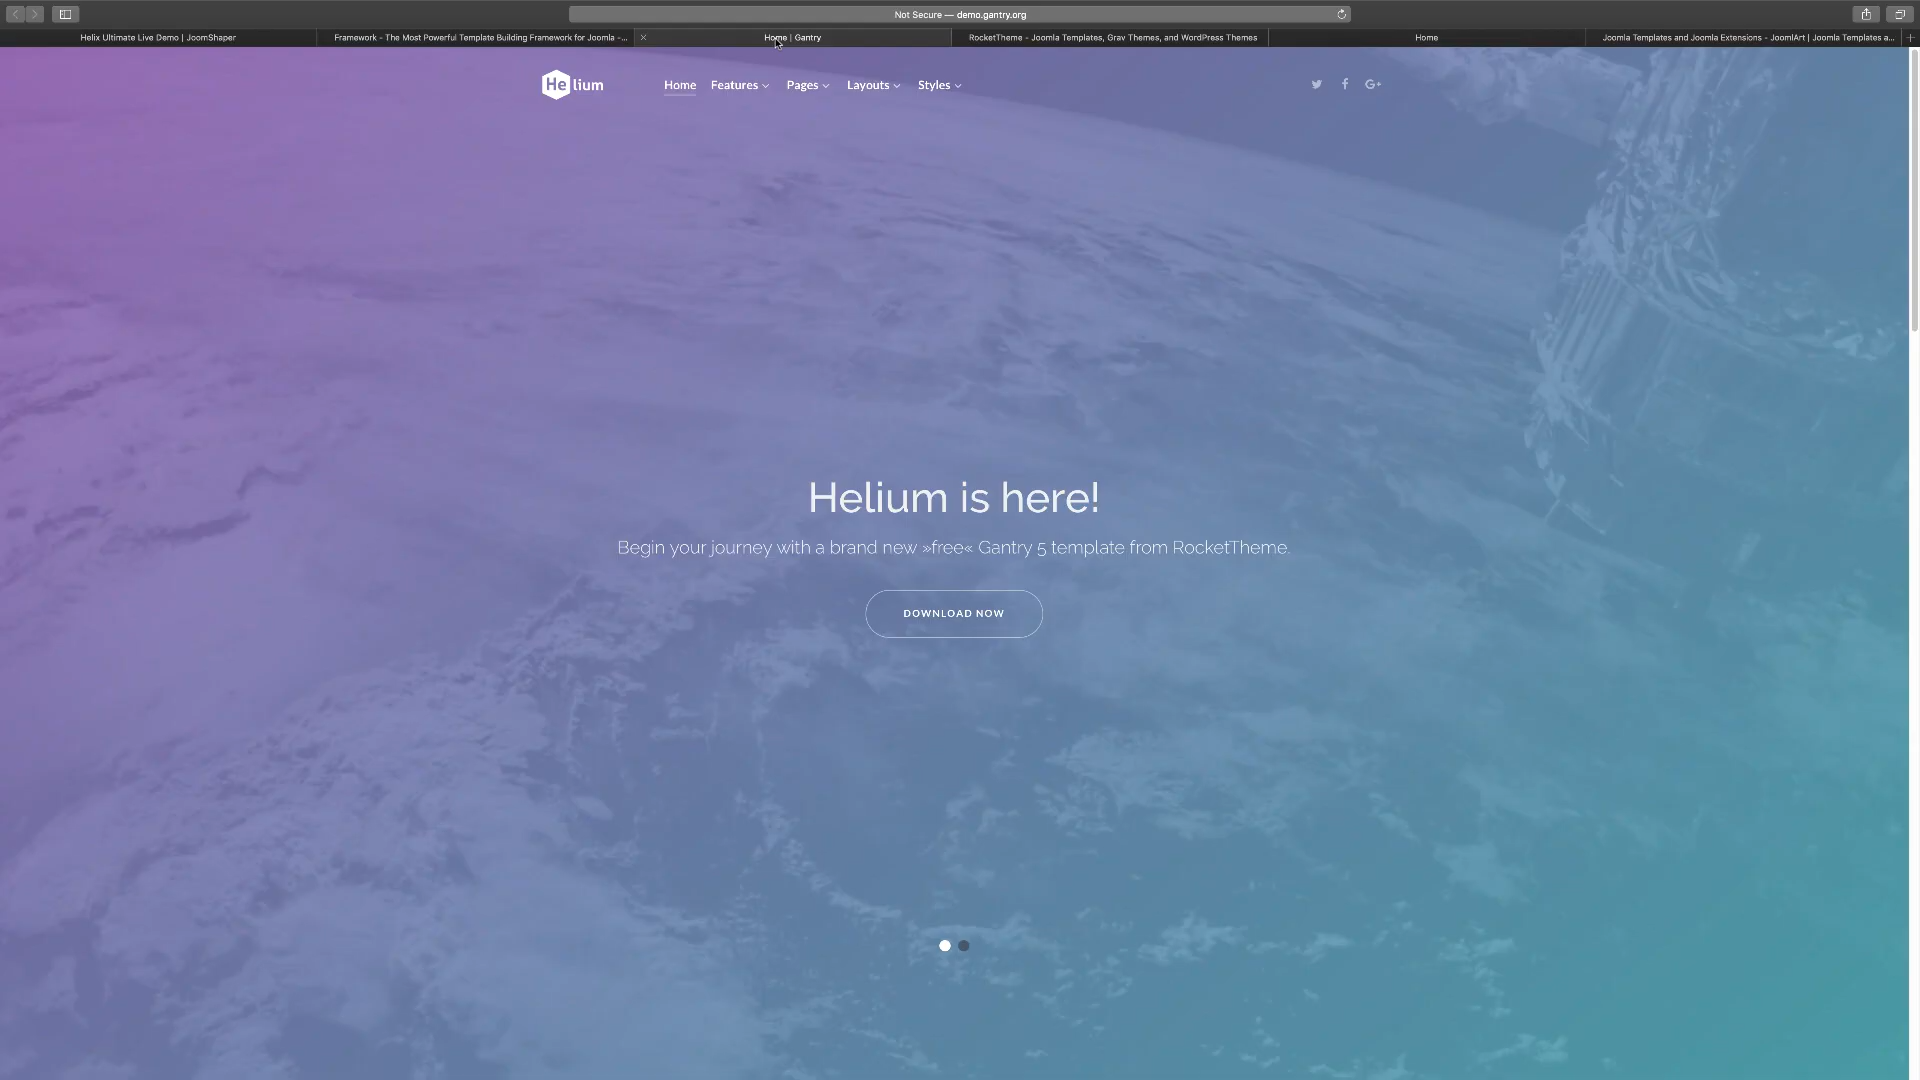 Not Secure — demo.gantry.org
Helix Ultimate Live Demo | JoomShaper
Framework - The Most Powerful Template Building Framework for Joomla -...
Home | Gantry
RocketTheme - Joomla Templates, Grav Themes, and WordPress Themes
Home
Joomla Templates and Joomla Extensions - JoomlArt | Joomla Templates a...
Helium
Home
Features
Pages
Layouts
Styles
G+
Helium is here!
Begin your journey with a brand new »free« Gantry 5 template from RocketTheme.
DOWNLOAD NOW